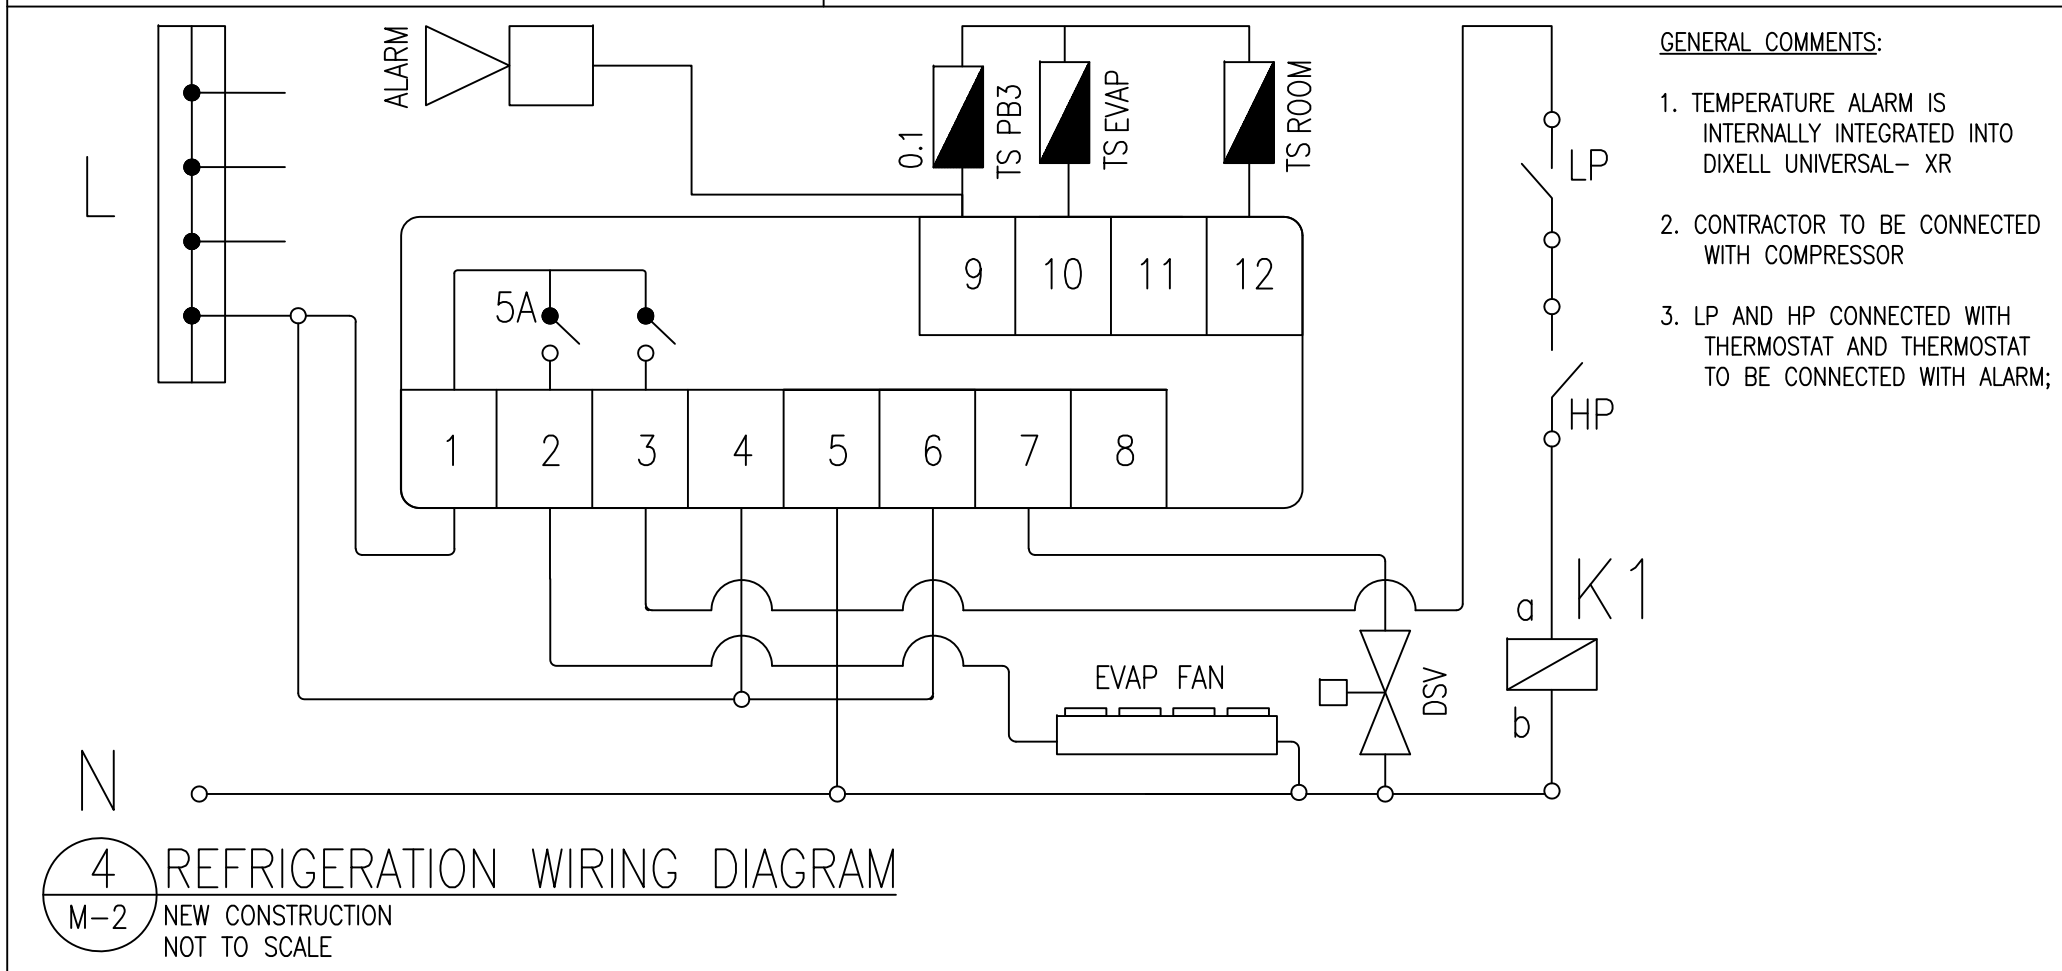 L
ALARM
0.1
TS PB3
TS EVAP
TS ROOM
9 10 11 12
5A
1 2 3 4 5 6 7 8
LP
HP
K1
a
b
EVAP FAN
DSV
N
GENERAL COMMENTS:
1. TEMPERATURE ALARM IS
INTERNALLY INTEGRATED INTO
DIXELL UNIVERSAL- XR
2. CONTRACTOR TO BE CONNECTED
WITH COMPRESSOR
3. LP AND HP CONNECTED WITH
THERMOSTAT AND THERMOSTAT
TO BE CONNECTED WITH ALARM;
4
M-2
REFRIGERATION WIRING DIAGRAM
NEW CONSTRUCTION
NOT TO SCALE